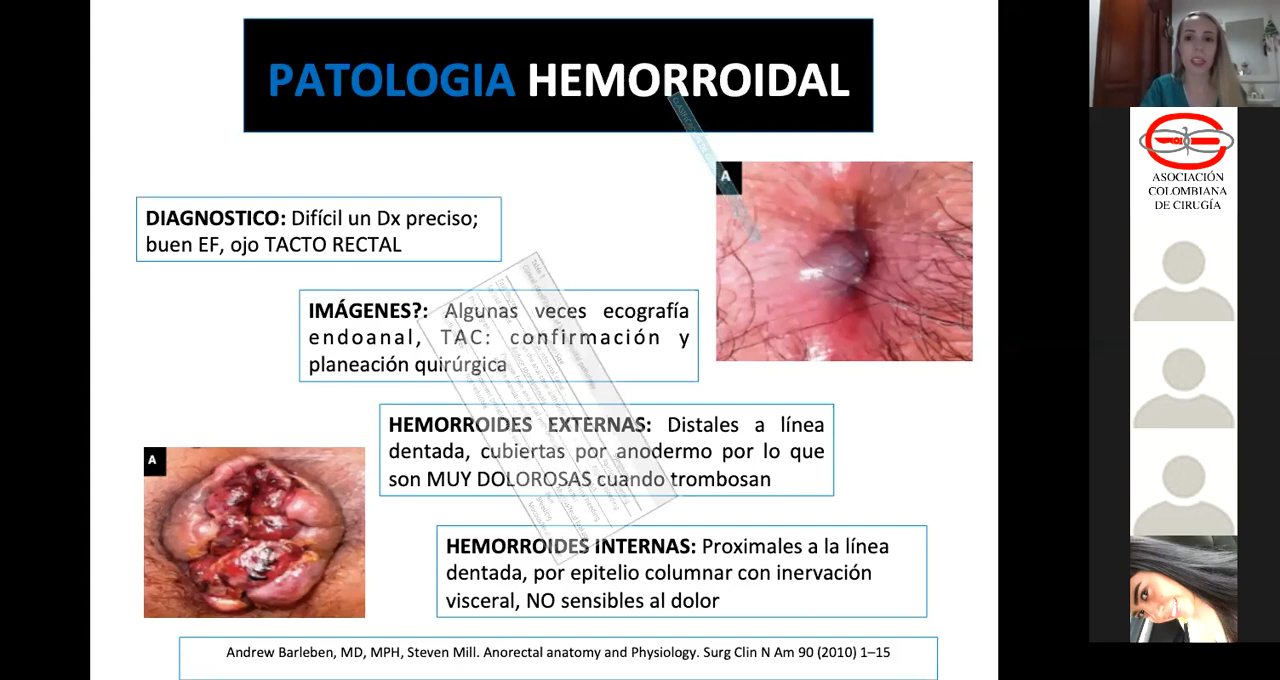 PATOLOGIA HEMORROIDAL
A
DIAGNOSTICO: Difícil un Dx preciso;
buen EF, ojo TACTO RECTAL
IMÁGENES?: Algunas veces ecografía
endoanal, TAC: confirmación y
planeación quirúrgica
HEMORROIDES EXTERNAS: Distales a línea
dentada, cubiertas por anodermo por lo que
son MUY DOLOROSAS cuando trombosan
A
HEMORROIDES INTERNAS: Proximales a la línea
dentada, por epitelio columnar con inervación
visceral, NO sensibles al dolor
Andrew Barleben, MD, MPH, Steven Mill. Anorectal anatomy and Physiology. Surg Clin N Am 90 (2010) 1–15
ASOCIACIÓN
COLOMBIANA
DE CIRUGÍA